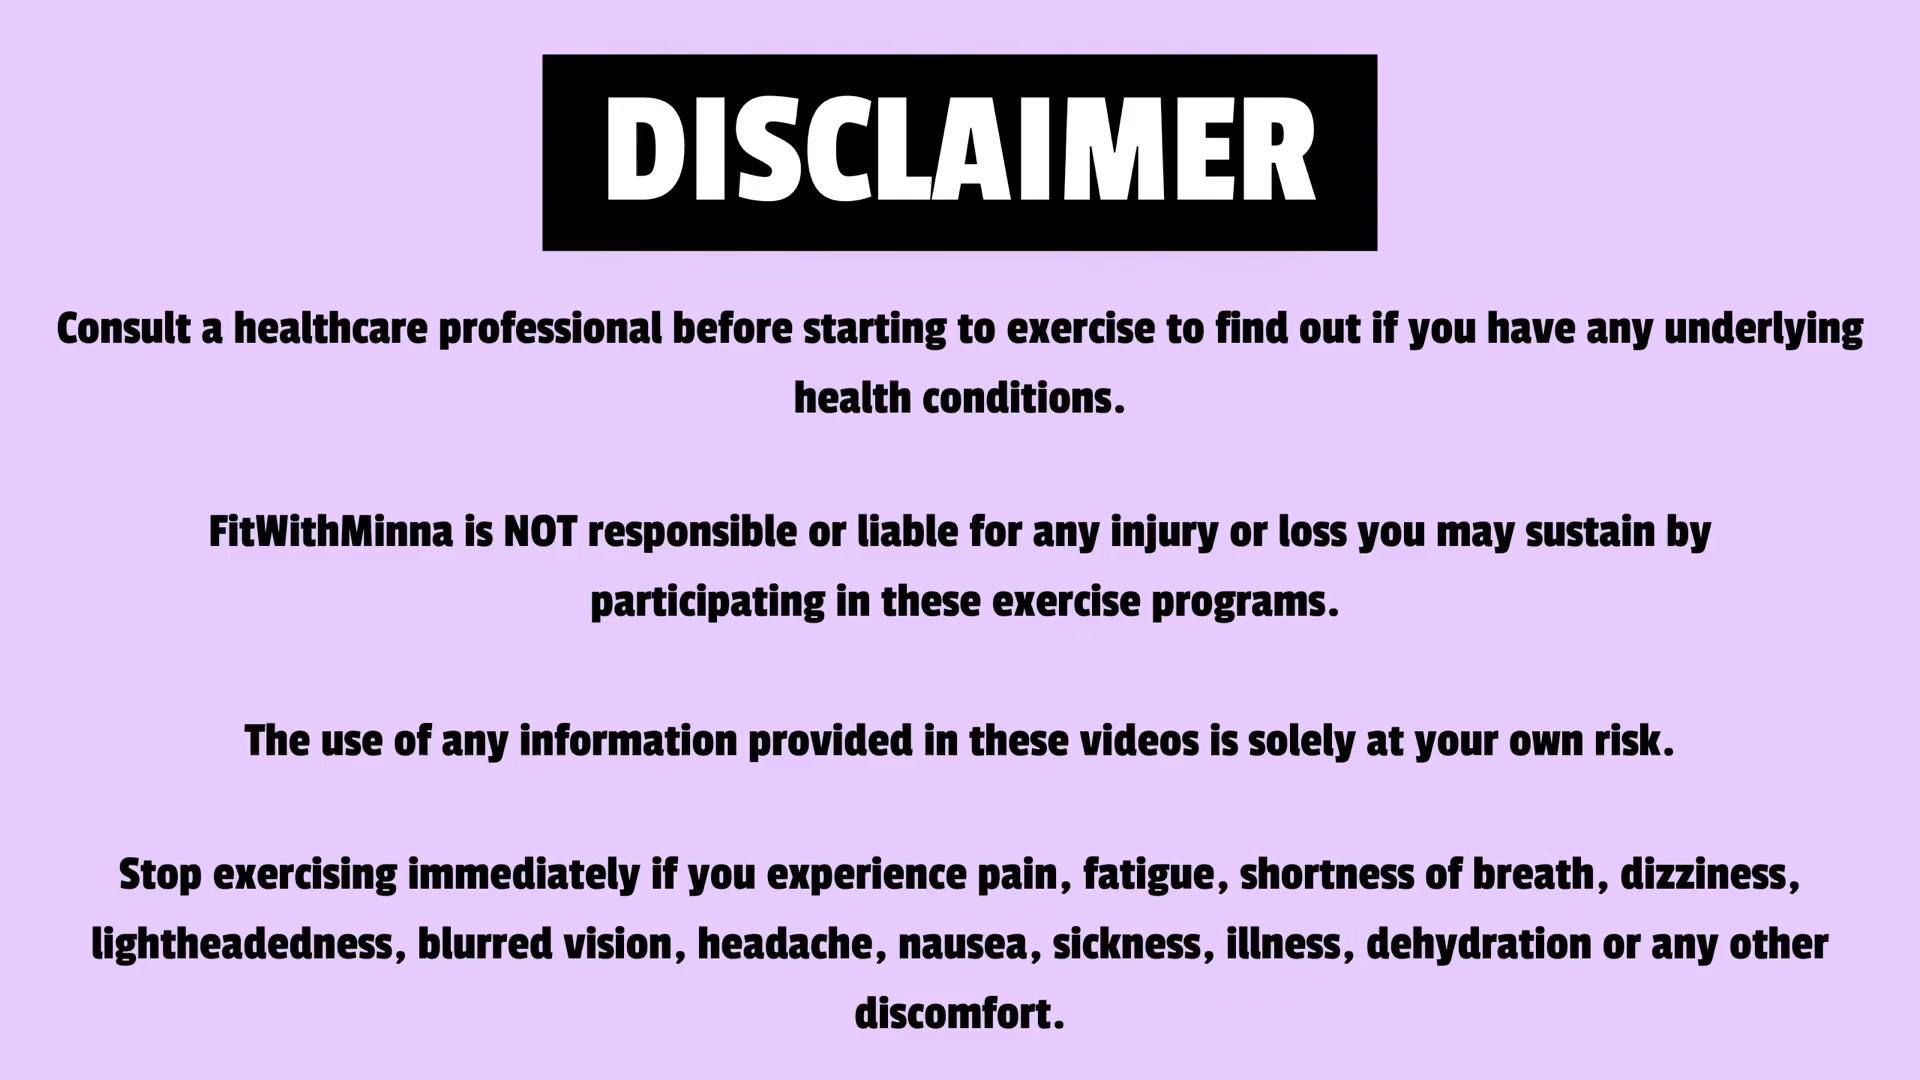 DISCLAIMER
Consult a healthcare professional before starting to exercise to find out if you have any underlying
health conditions.
FitWithMinna is NOT responsible or liable for any injury or loss you may sustain by
participating in these exercise programs.
The use of any information provided in these videos is solely at your own risk.
Stop exercising immediately if you experience pain, fatigue, shortness of breath, dizziness,
lightheadedness, blurred vision, headache, nausea, sickness, illness, dehydration or any other
discomfort.